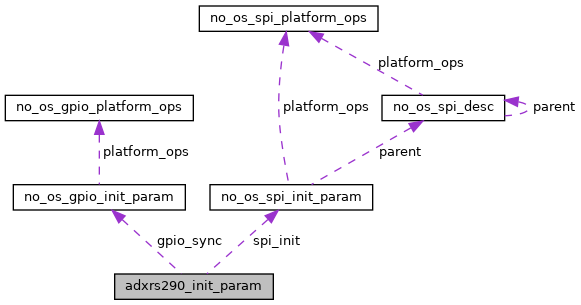 no_os_spi_platform_ops
platform_ops
no_os_gpio_platform_ops
platform_ops
no_os_spi_desc
parent
platform_ops
parent
no_os_gpio_init_param
no_os_spi_init_param
gpio_sync
spi_init
adxrs290_init_param